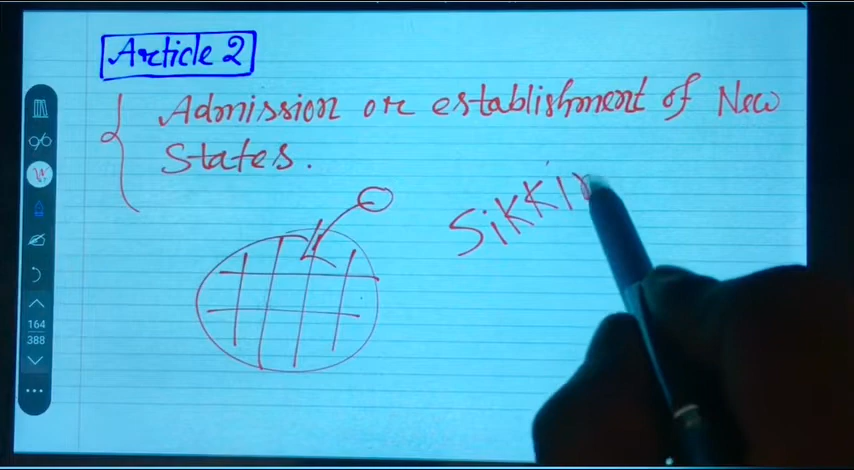 Article 2
Admission or establishment of New
States.
Sikki
164
388